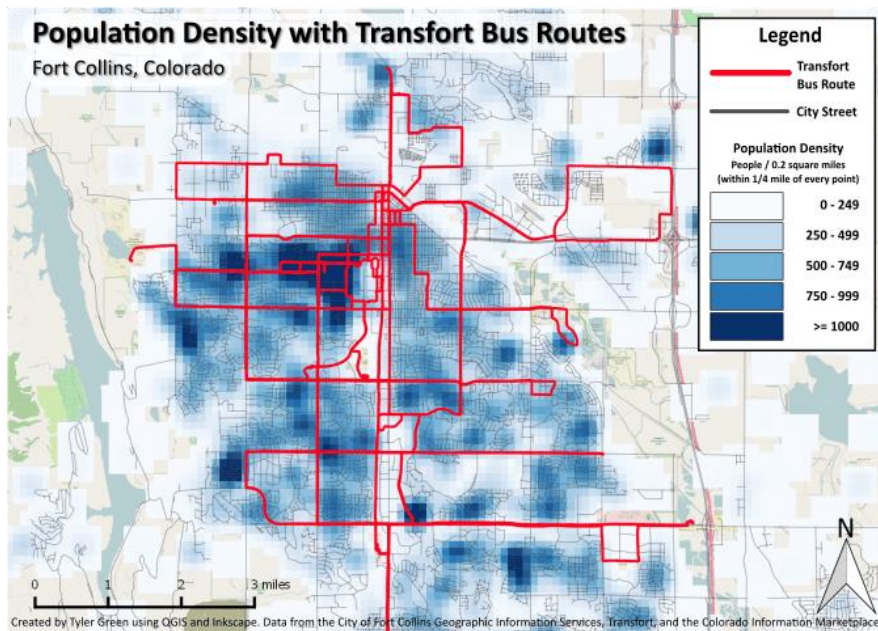 Population Density with Transfort Bus Routes
Fort Collins, Colorado
Legend
Transfort
Bus Route
City Street
Population Density
People / 0.2 square miles
(within 1/4 mile of every point)
0 - 249
250 - 499
500 - 749
750 - 999
>= 1000
N
0 1 2 3 miles
Created by Tyler Green using QGIS and Inkscape. Data from the City of Fort Collins Geographic Information Services, Transfort, and the Colorado Information Marketplace